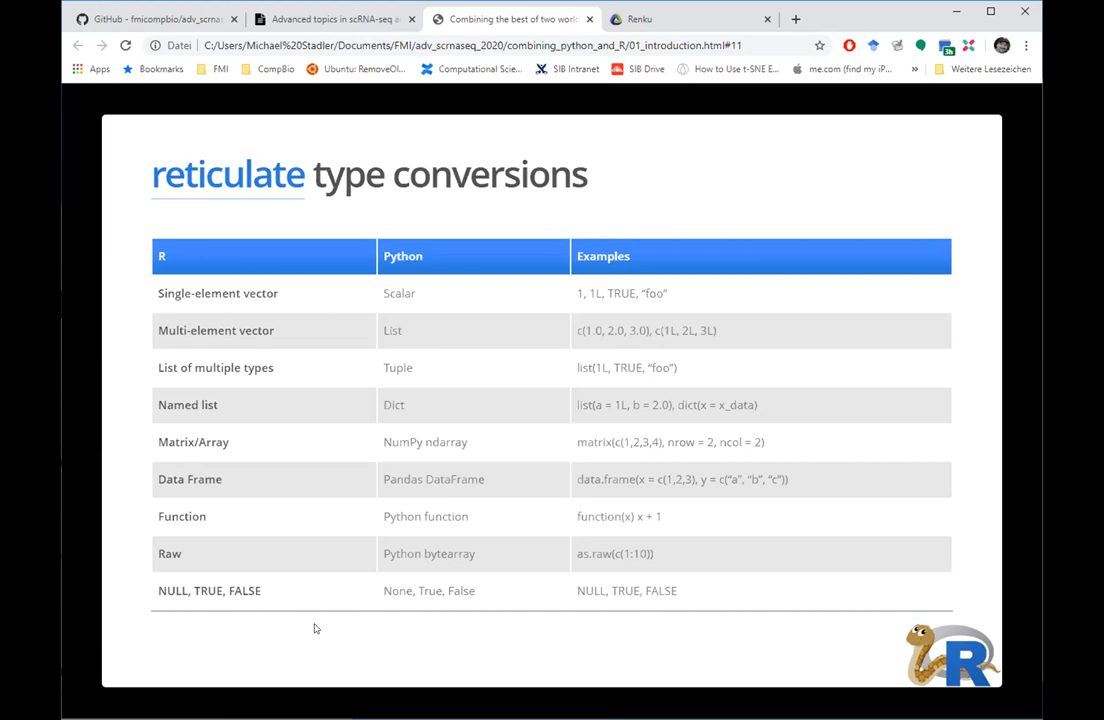 GitHub - fmicompbio/adv_scrnas
Advanced topics in scRNA-seq a
Combining the best of two worl
Renku
Datei
C:/Users/Michael%20Stadler/Documents/FMI/adv_scrnaseq_2020/combining_python_and_R/01_introduction.html#11
3h
Apps
Bookmarks
FMI
CompBio
Ubuntu: RemoveOl...
Computational Scie...
SIB Intranet
SIB Drive
How to Use t-SNE E...
me.com (find my iP...
»
Weitere Lesezeichen
reticulate type conversions
R Python Examples
Single-element vector Scalar 1, 1L, TRUE, “foo”
Multi-element vector List c(1.0, 2.0, 3.0), c(1L, 2L, 3L)
List of multiple types Tuple list(1L, TRUE, “foo”)
Named list Dict list(a = 1L, b = 2.0), dict(x = x_data)
Matrix/Array NumPy ndarray matrix(c(1,2,3,4), nrow = 2, ncol = 2)
Data Frame Pandas DataFrame data.frame(x = c(1,2,3), y = c(“a”, “b”, “c”))
Function Python function function(x) x + 1
Raw Python bytearray as.raw(c(1:10))
NULL, TRUE, FALSE None, True, False NULL, TRUE, FALSE
R